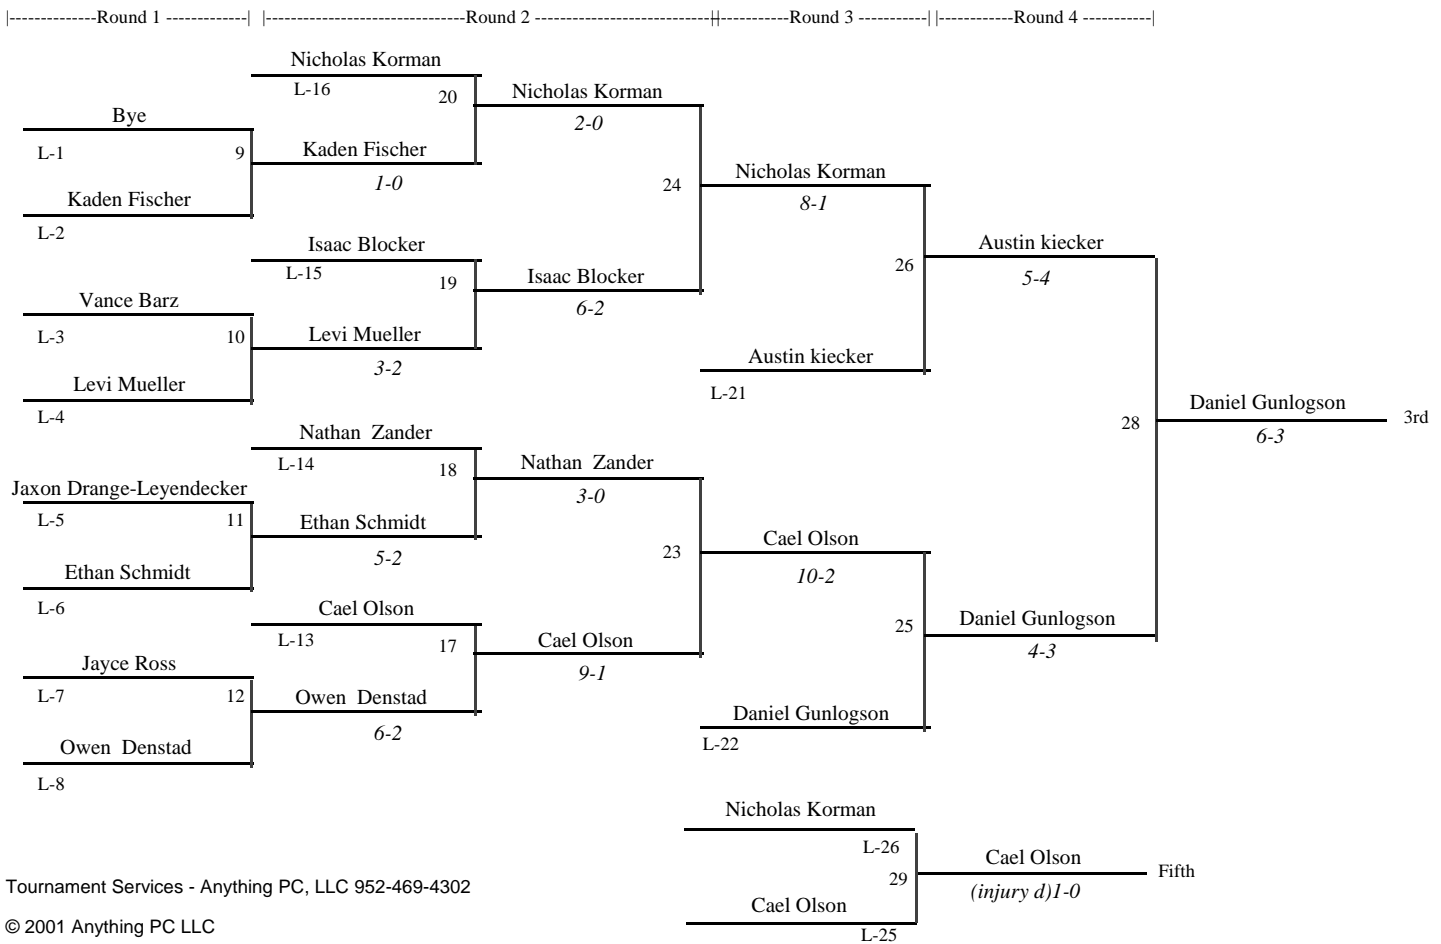 |-------------Round 1 -------------| |-----------------------------Round 2 -----------------------------||------------Round 3 -----------| |------------Round 4 -----------|
Nicholas Korman
L-16
20
Nicholas Korman
2-0
Bye
L-1
9
Kaden Fischer
1-0
Kaden Fischer
L-2
24
Nicholas Korman
8-1
Isaac Blocker
L-15
19
Isaac Blocker
6-2
Vance Barz
L-3
10
Levi Mueller
3-2
Levi Mueller
L-4
26
Austin kiecker
5-4
Austin kiecker
L-21
28
Daniel Gunlogson
6-3
3rd
Nathan  Zander
L-14
18
Nathan  Zander
3-0
Jaxon Drange-Leyendecker
L-5
11
Ethan Schmidt
5-2
Ethan Schmidt
L-6
23
Cael Olson
10-2
Cael Olson
L-13
17
Cael Olson
9-1
Jayce Ross
L-7
12
Owen  Denstad
6-2
Owen  Denstad
L-8
25
Daniel Gunlogson
4-3
Daniel Gunlogson
L-22
Nicholas Korman
L-26
29
Cael Olson
(injury d)1-0
Fifth
Cael Olson
L-25
Tournament Services - Anything PC, LLC 952-469-4302
© 2001 Anything PC LLC